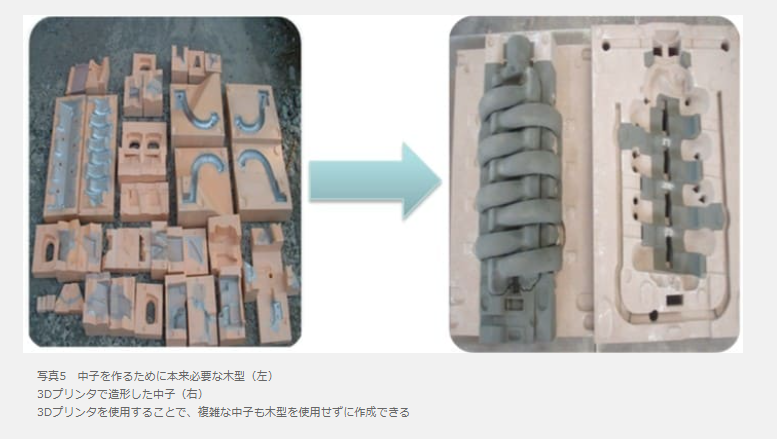 写真5　中子を作るために本来必要な木型（左）
3Dプリンタで造形した中子（右）
3Dプリンタを使用することで、複雑な中子も木型を使用せずに作成できる